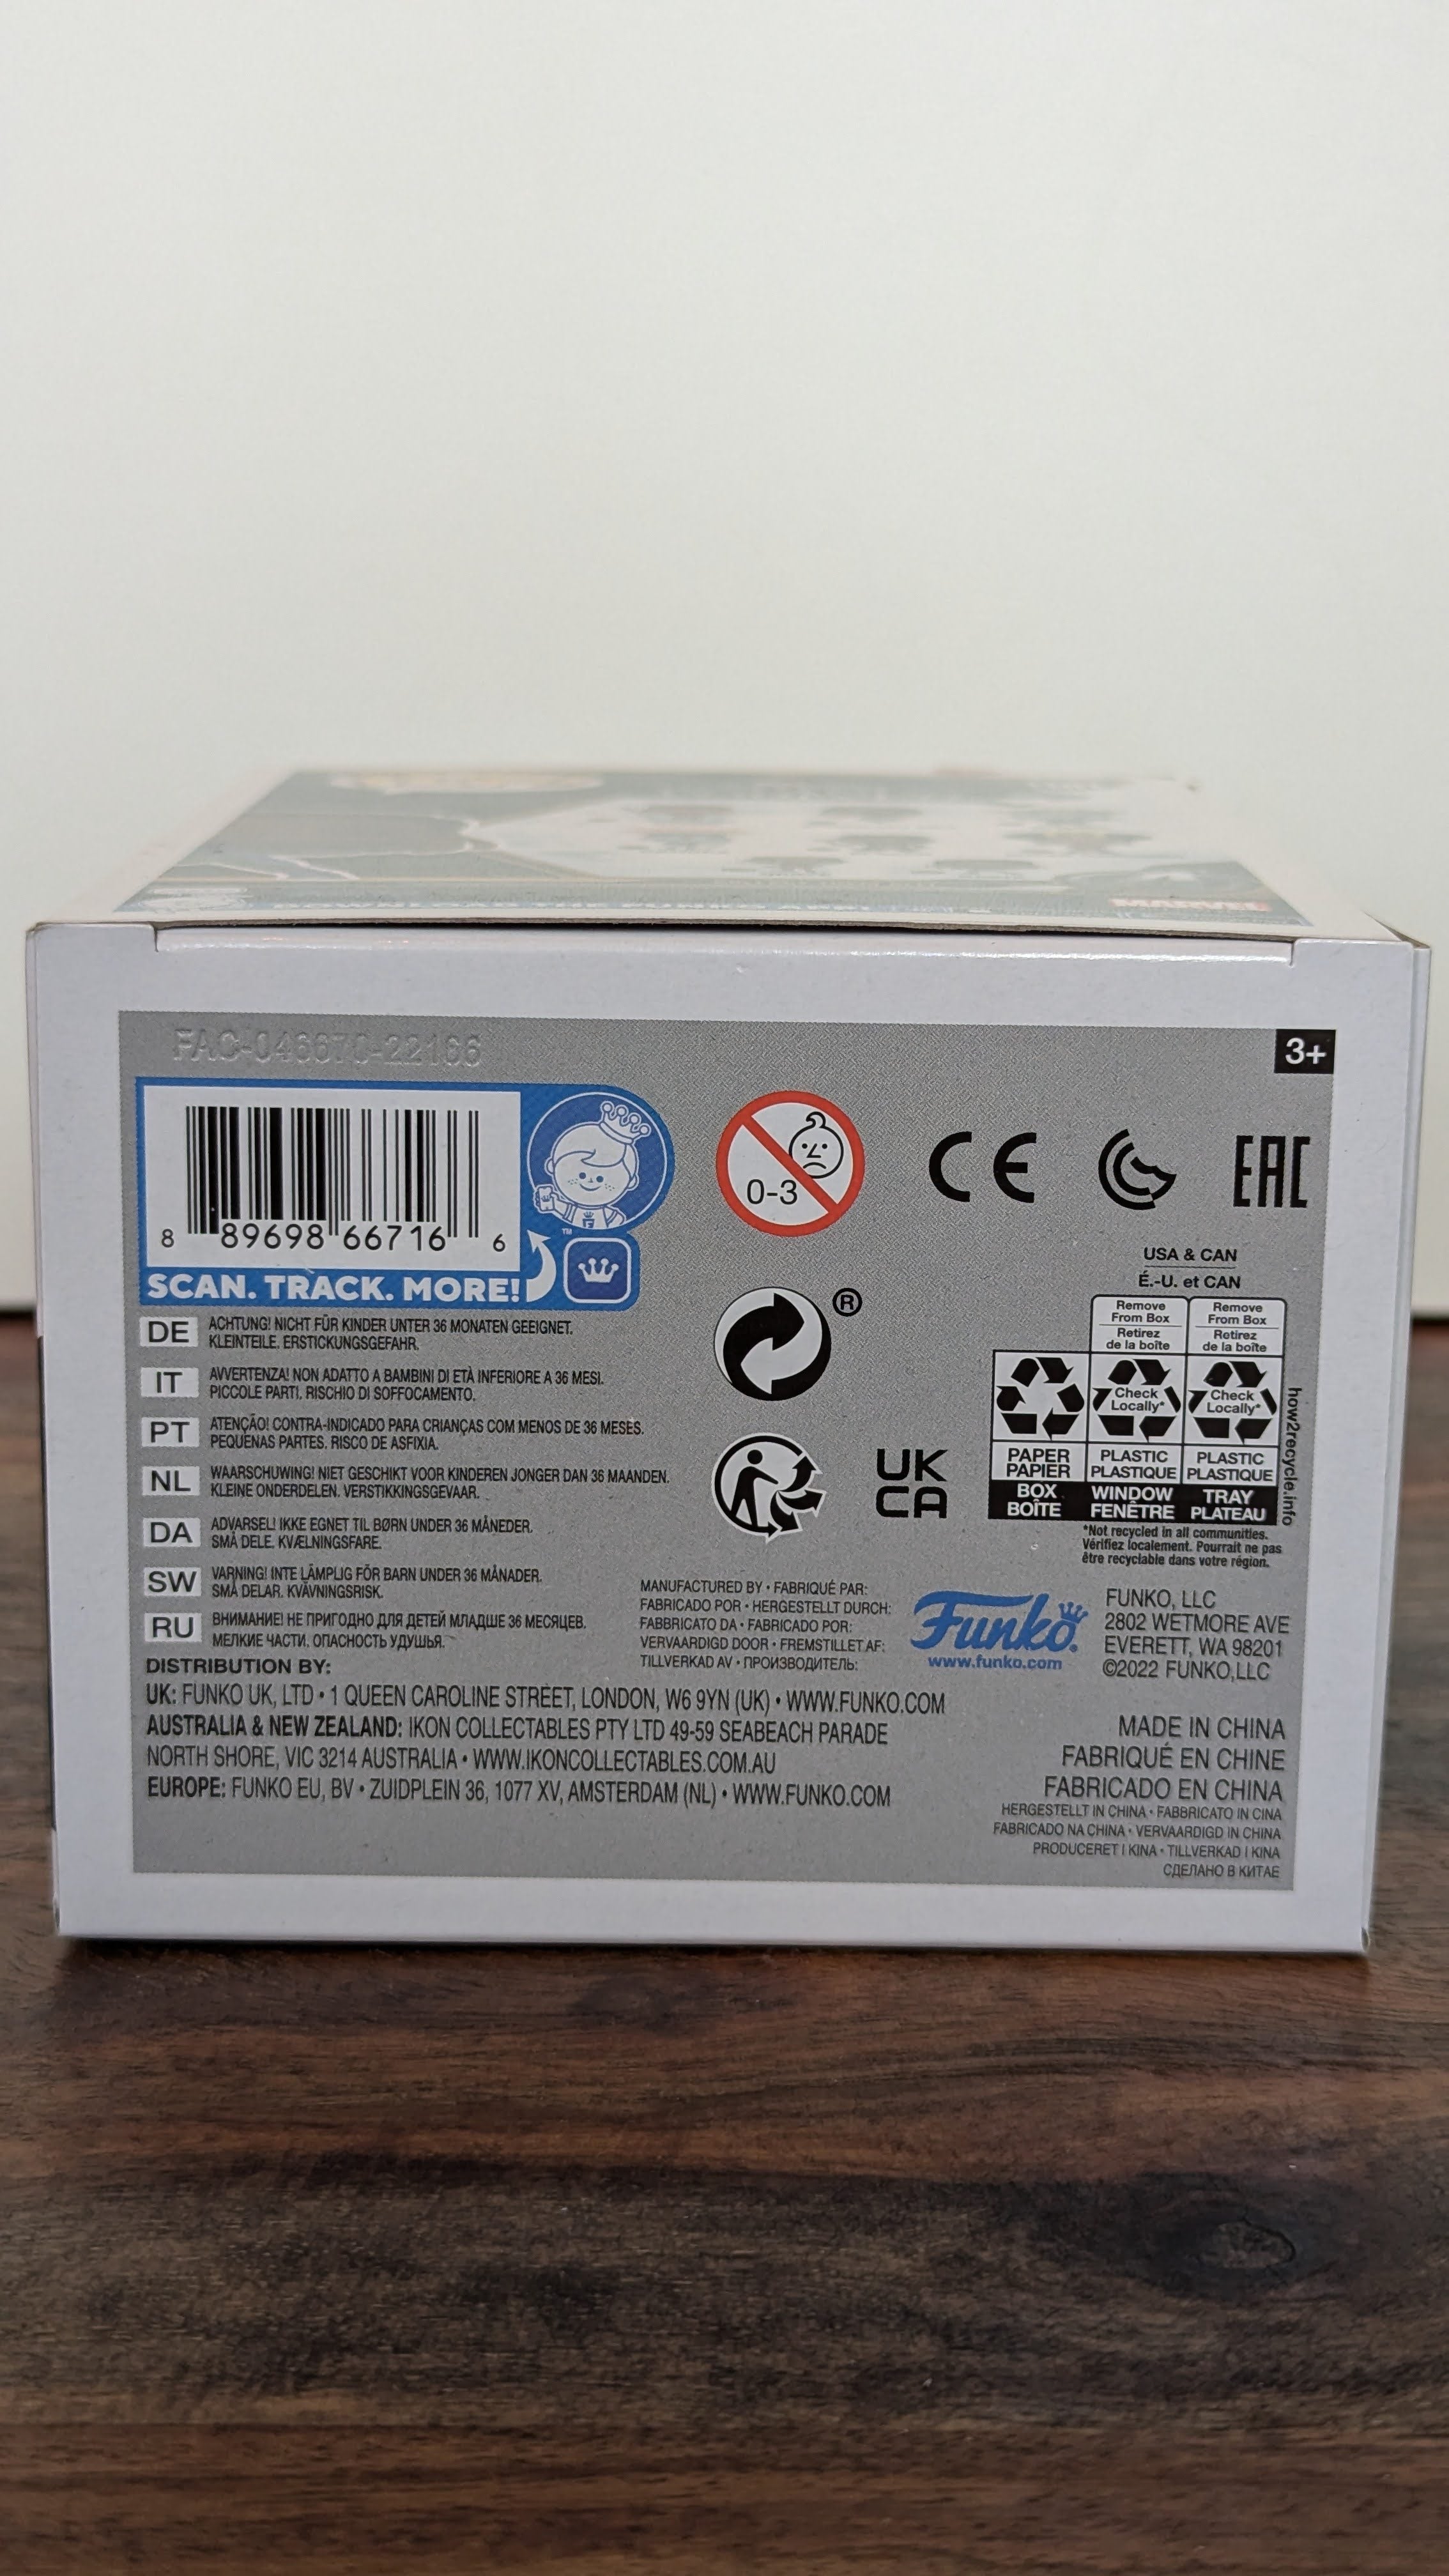 MARVEL
FAC-046670-22166
3+
8 89698 66716 6
SCAN. TRACK. MORE!
™
0-3
CE
EAC
DE ACHTUNG! NICHT FÜR KINDER UNTER 36 MONATEN GEEIGNET.
KLEINTEILE. ERSTICKUNGSGEFAHR.
IT AVVERTENZA! NON ADATTO A BAMBINI DI ETÀ INFERIORE A 36 MESI.
PICCOLE PARTI. RISCHIO DI SOFFOCAMENTO.
PT ATENÇÃO! CONTRA-INDICADO PARA CRIANÇAS COM MENOS DE 36 MESES.
PEQUENAS PARTES. RISCO DE ASFIXIA.
NL WAARSCHUWING! NIET GESCHIKT VOOR KINDEREN JONGER DAN 36 MAANDEN.
KLEINE ONDERDELEN. VERSTIKKINGSGEVAAR.
DA ADVARSEL! IKKE EGNET TIL BØRN UNDER 36 MÅNEDER.
SMÅ DELE. KVÆLNINGSFARE.
SW VARNING! INTE LÄMPLIG FÖR BARN UNDER 36 MÅNADER.
SMÅ DELAR. KVÄVNINGSRISK.
RU ВНИМАНИЕ! НЕ ПРИГОДНО ДЛЯ ДЕТЕЙ МЛАДШЕ 36 МЕСЯЦЕВ.
МЕЛКИЕ ЧАСТИ. ОПАСНОСТЬ УДУШЬЯ.
®
UK
CA
USA & CAN
É.-U. et CAN
Remove
From Box
Retirez
de la boîte
Remove
From Box
Retirez
de la boîte
Check
Locally*
Check
Locally*
PAPER
PAPIER
PLASTIC
PLASTIQUE
PLASTIC
PLASTIQUE
BOX
BOÎTE
WINDOW
FENÊTRE
TRAY
PLATEAU
how2recycle.info
*Not recycled in all communities.
Vérifiez localement. Pourrait ne pas
être recyclable dans votre région.
MANUFACTURED BY • FABRIQUÉ PAR:
FABRICADO POR • HERGESTELLT DURCH:
FABBRICATO DA • FABRICADO POR:
VERVAARDIGD DOOR • FREMSTILLET AF:
TILLVERKAD AV • ПРОИЗВОДИТЕЛЬ:
Funko®
www.funko.com
FUNKO, LLC
2802 WETMORE AVE
EVERETT, WA 98201
©2022 FUNKO,LLC
DISTRIBUTION BY:
UK: FUNKO UK, LTD • 1 QUEEN CAROLINE STREET, LONDON, W6 9YN (UK) • WWW.FUNKO.COM
AUSTRALIA & NEW ZEALAND: IKON COLLECTABLES PTY LTD 49-59 SEABEACH PARADE
NORTH SHORE, VIC 3214 AUSTRALIA • WWW.IKONCOLLECTABLES.COM.AU
EUROPE: FUNKO EU, BV • ZUIDPLEIN 36, 1077 XV, AMSTERDAM (NL) • WWW.FUNKO.COM
MADE IN CHINA
FABRIQUÉ EN CHINE
FABRICADO EN CHINA
HERGESTELLT IN CHINA • FABBRICATO IN CINA
FABRICADO NA CHINA • VERVAARDIGD IN CHINA
PRODUCERET I KINA • TILLVERKAD I KINA
СДЕЛАНО В КИТАЕ